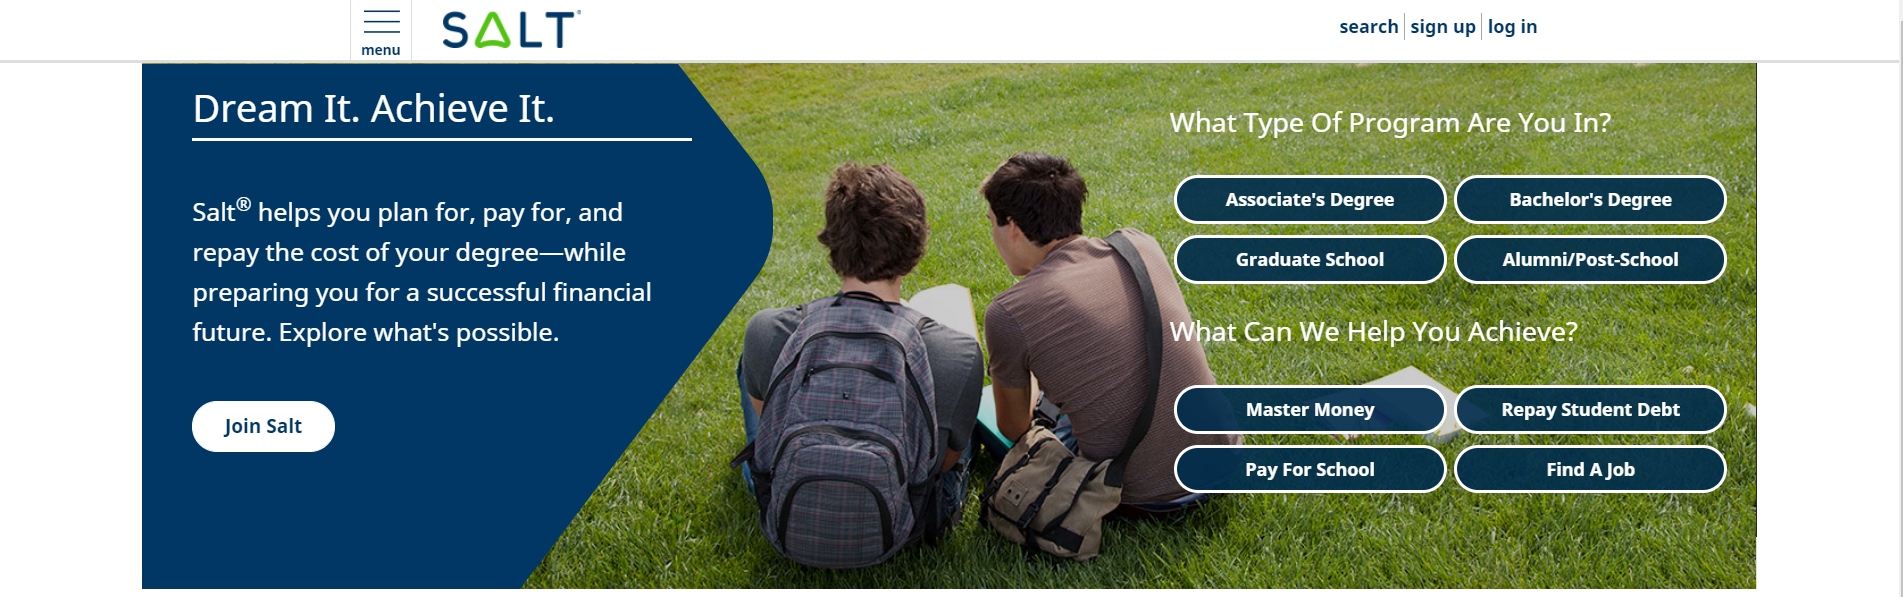 menu
SALT®
search
sign up
log in
Dream It. Achieve It.
Salt® helps you plan for, pay for, and
repay the cost of your degree—while
preparing you for a successful financial
future. Explore what's possible.
Join Salt
What Type Of Program Are You In?
Associate's Degree
Bachelor's Degree
Graduate School
Alumni/Post-School
What Can We Help You Achieve?
Master Money
Repay Student Debt
Pay For School
Find A Job